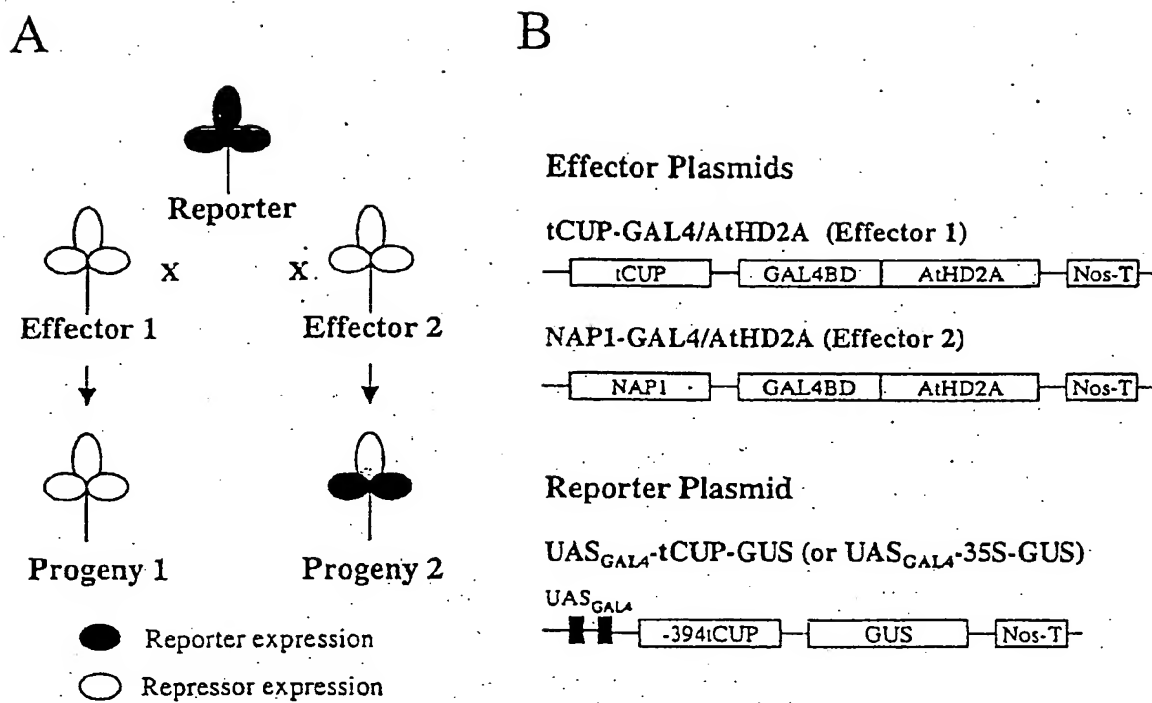 A
Reporter
x
x
Effector 1
Effector 2
Progeny 1
Progeny 2
Reporter expression
Repressor expression
B
Effector Plasmids
tCUP-GAL4/AtHD2A (Effector 1)
tCUP GAL4BD AtHD2A Nos-T
NAP1-GAL4/AtHD2A (Effector 2)
NAP1 GAL4BD AtHD2A Nos-T
Reporter Plasmid
UASGAL4-tCUP-GUS (or UASGAL4-35S-GUS)
UASGAL4
-394tCUP GUS Nos-T